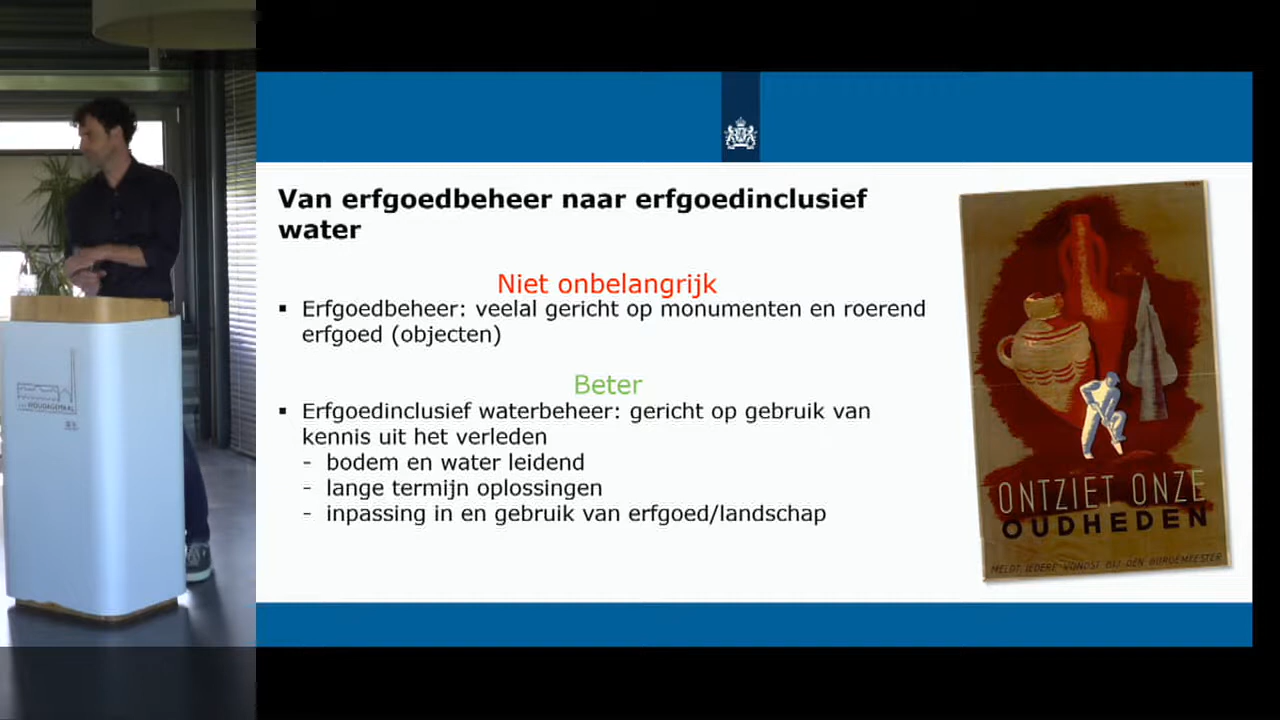 Van erfgoedbeheer naar erfgoedinclusief
water
Niet onbelangrijk
▪ Erfgoedbeheer: veelal gericht op monumenten en roerend
erfgoed (objecten)
Beter
▪ Erfgoedinclusief waterbeheer: gericht op gebruik van
kennis uit het verleden
- bodem en water leidend
- lange termijn oplossingen
- inpassing in en gebruik van erfgoed/landschap
ONTZIET ONZE
OUDHEDEN
MELDT IEDERE VONDST BIJ DEN BURGEMEESTER
WOUDAGEMAAL